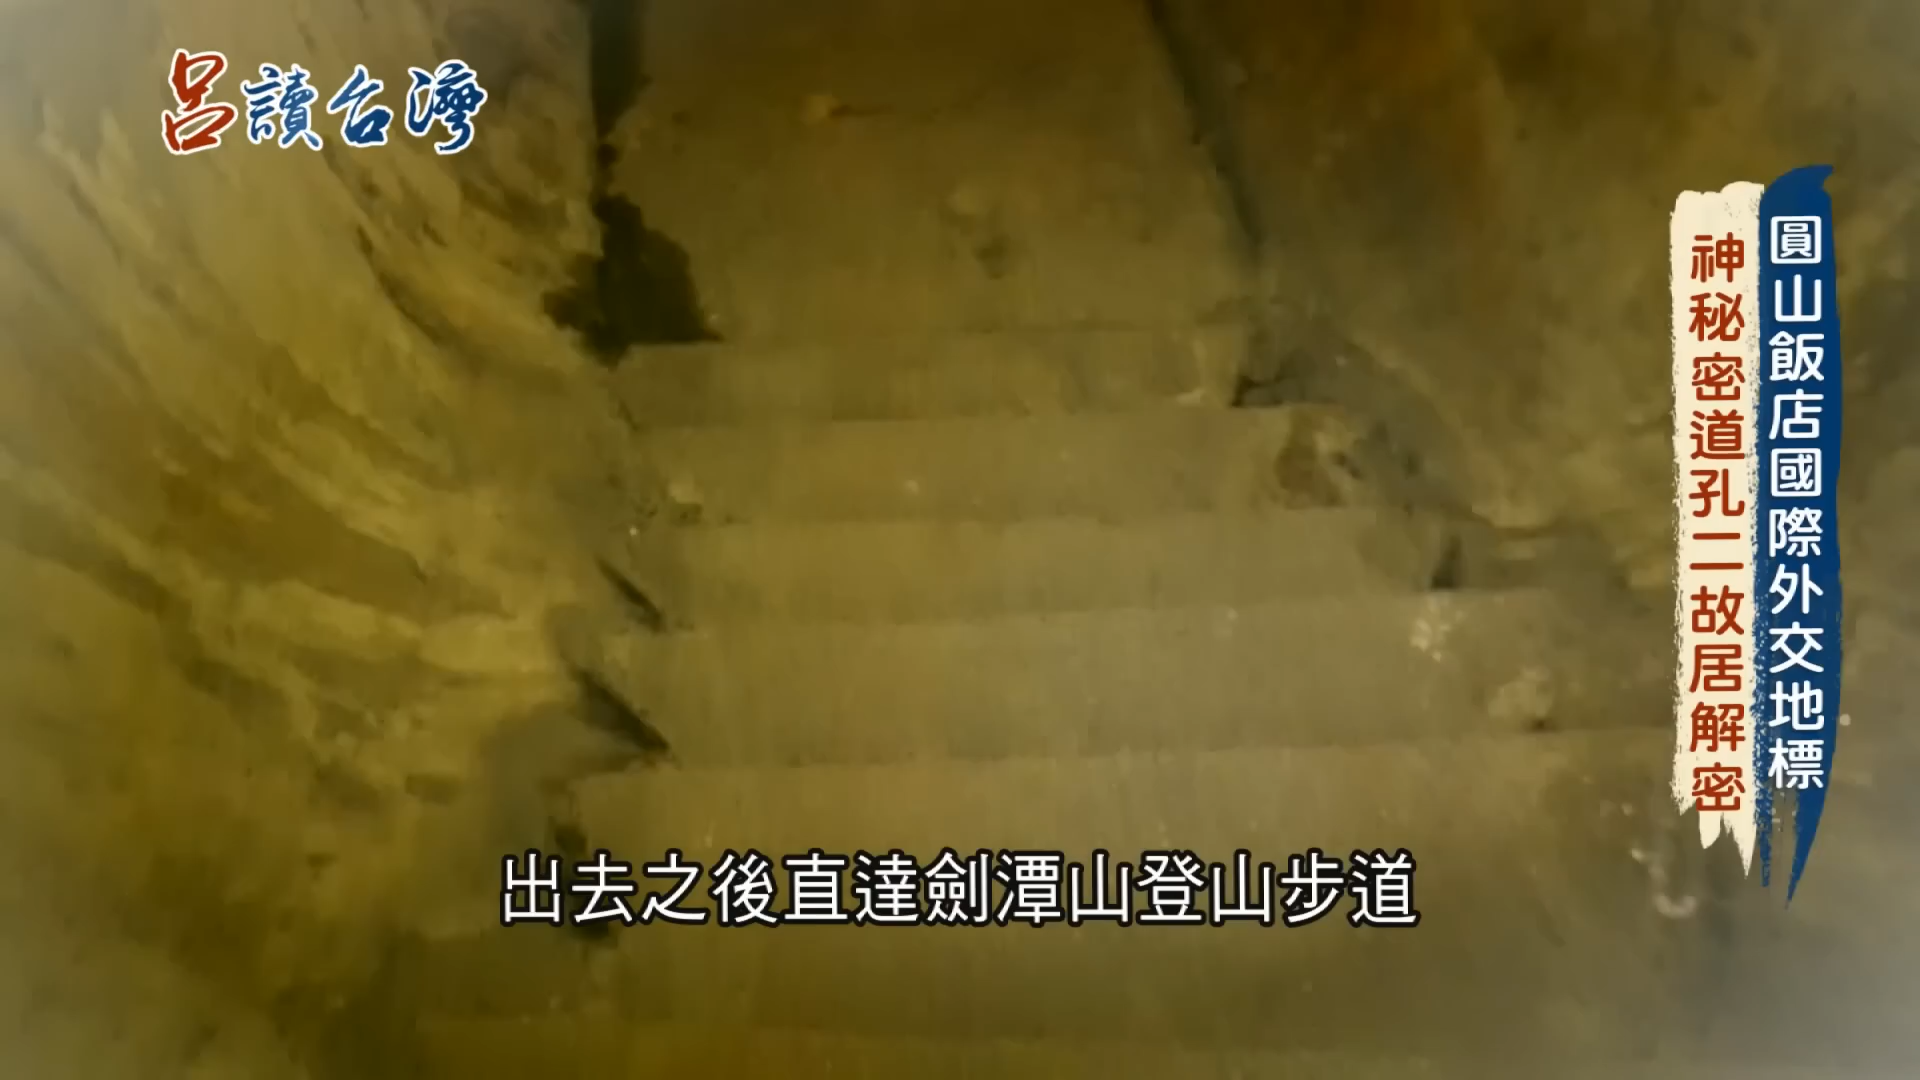 呂讀台灣
圓山飯店國際外交地標
神秘密道孔二故居解密
出去之後直達劍潭山登山步道